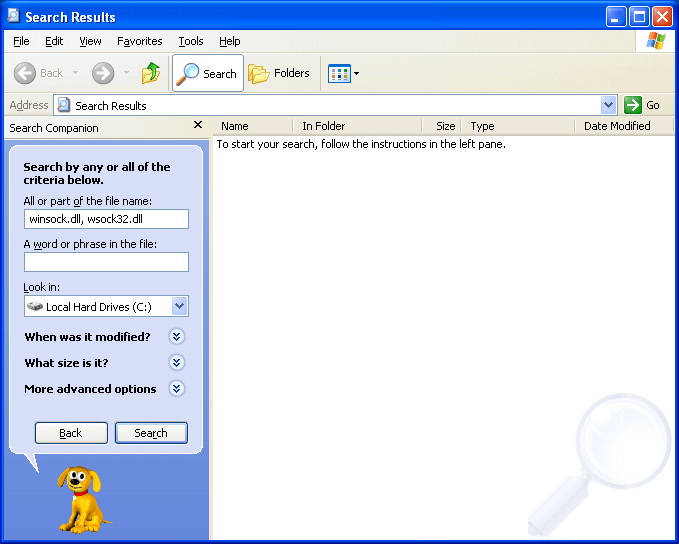 Search Results
File Edit View Favorites Tools Help
Back Search Folders
Address Search Results Go
Search Companion
Name In Folder Size Type Date Modified
To start your search, follow the instructions in the left pane.
Search by any or all of the
criteria below.
All or part of the file name:
winsock.dll, wsock32.dll
A word or phrase in the file:
Look in:
Local Hard Drives (C:)
When was it modified?
What size is it?
More advanced options
Back Search